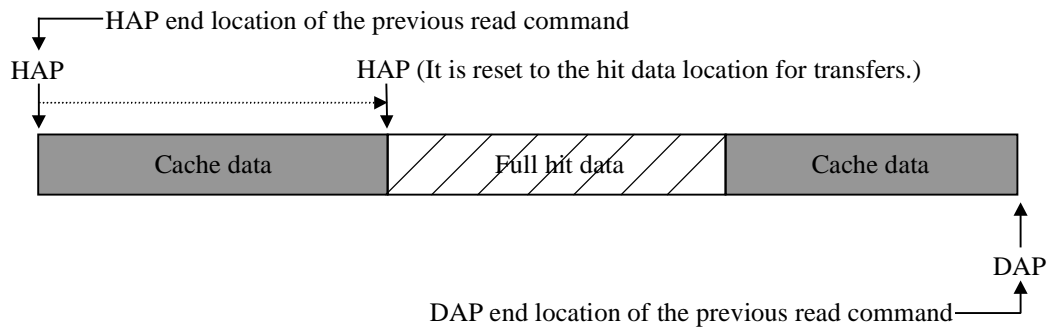 HAP end location of the previous read command
HAP
HAP (It is reset to the hit data location for transfers.)
Cache data
Full hit data
Cache data
DAP
DAP end location of the previous read command